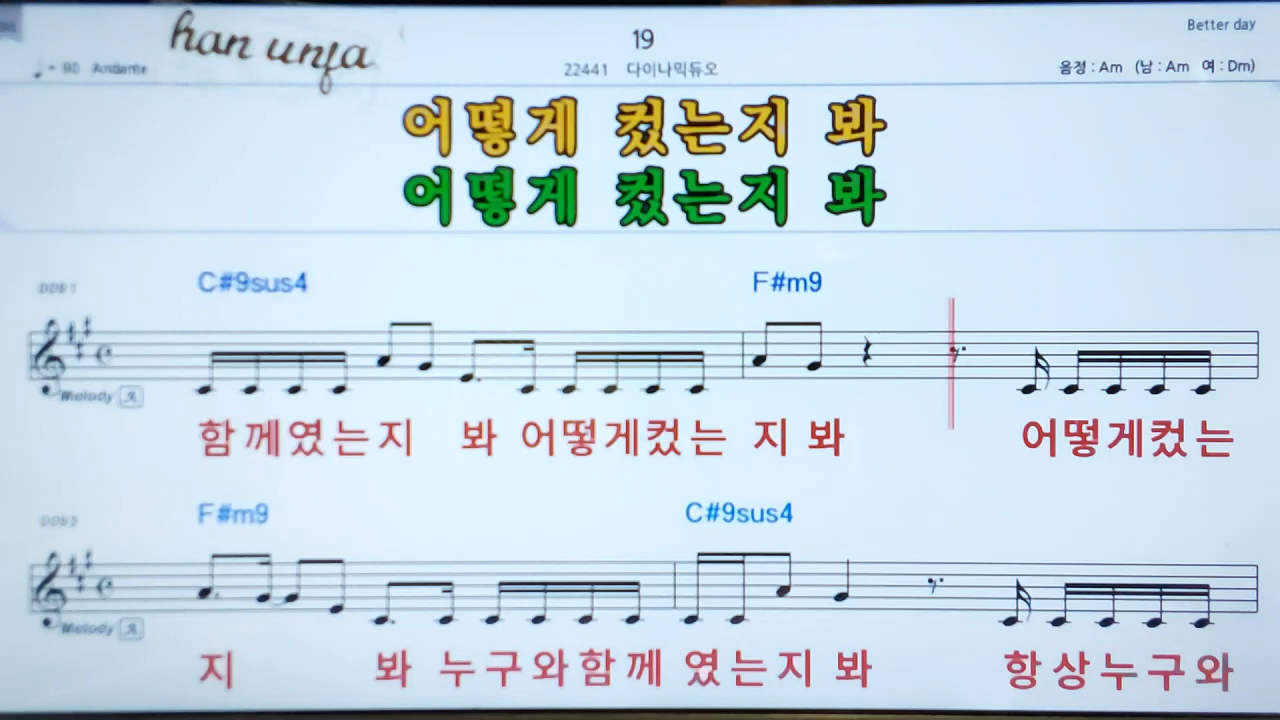 han unfa
19
Better day
♩= 90 Andante
22441 다이나믹듀오
음정 : Am (남 : Am 여 : Dm)
어떻게 컸는지 봐
어떻게 컸는지 봐
C#9sus4 F#m9
Melody
함께였는지 봐 어떻게컸는 지 봐 어떻게컸는
F#m9 C#9sus4
Melody
지 봐 누구와함께 였는지 봐 항상누구와